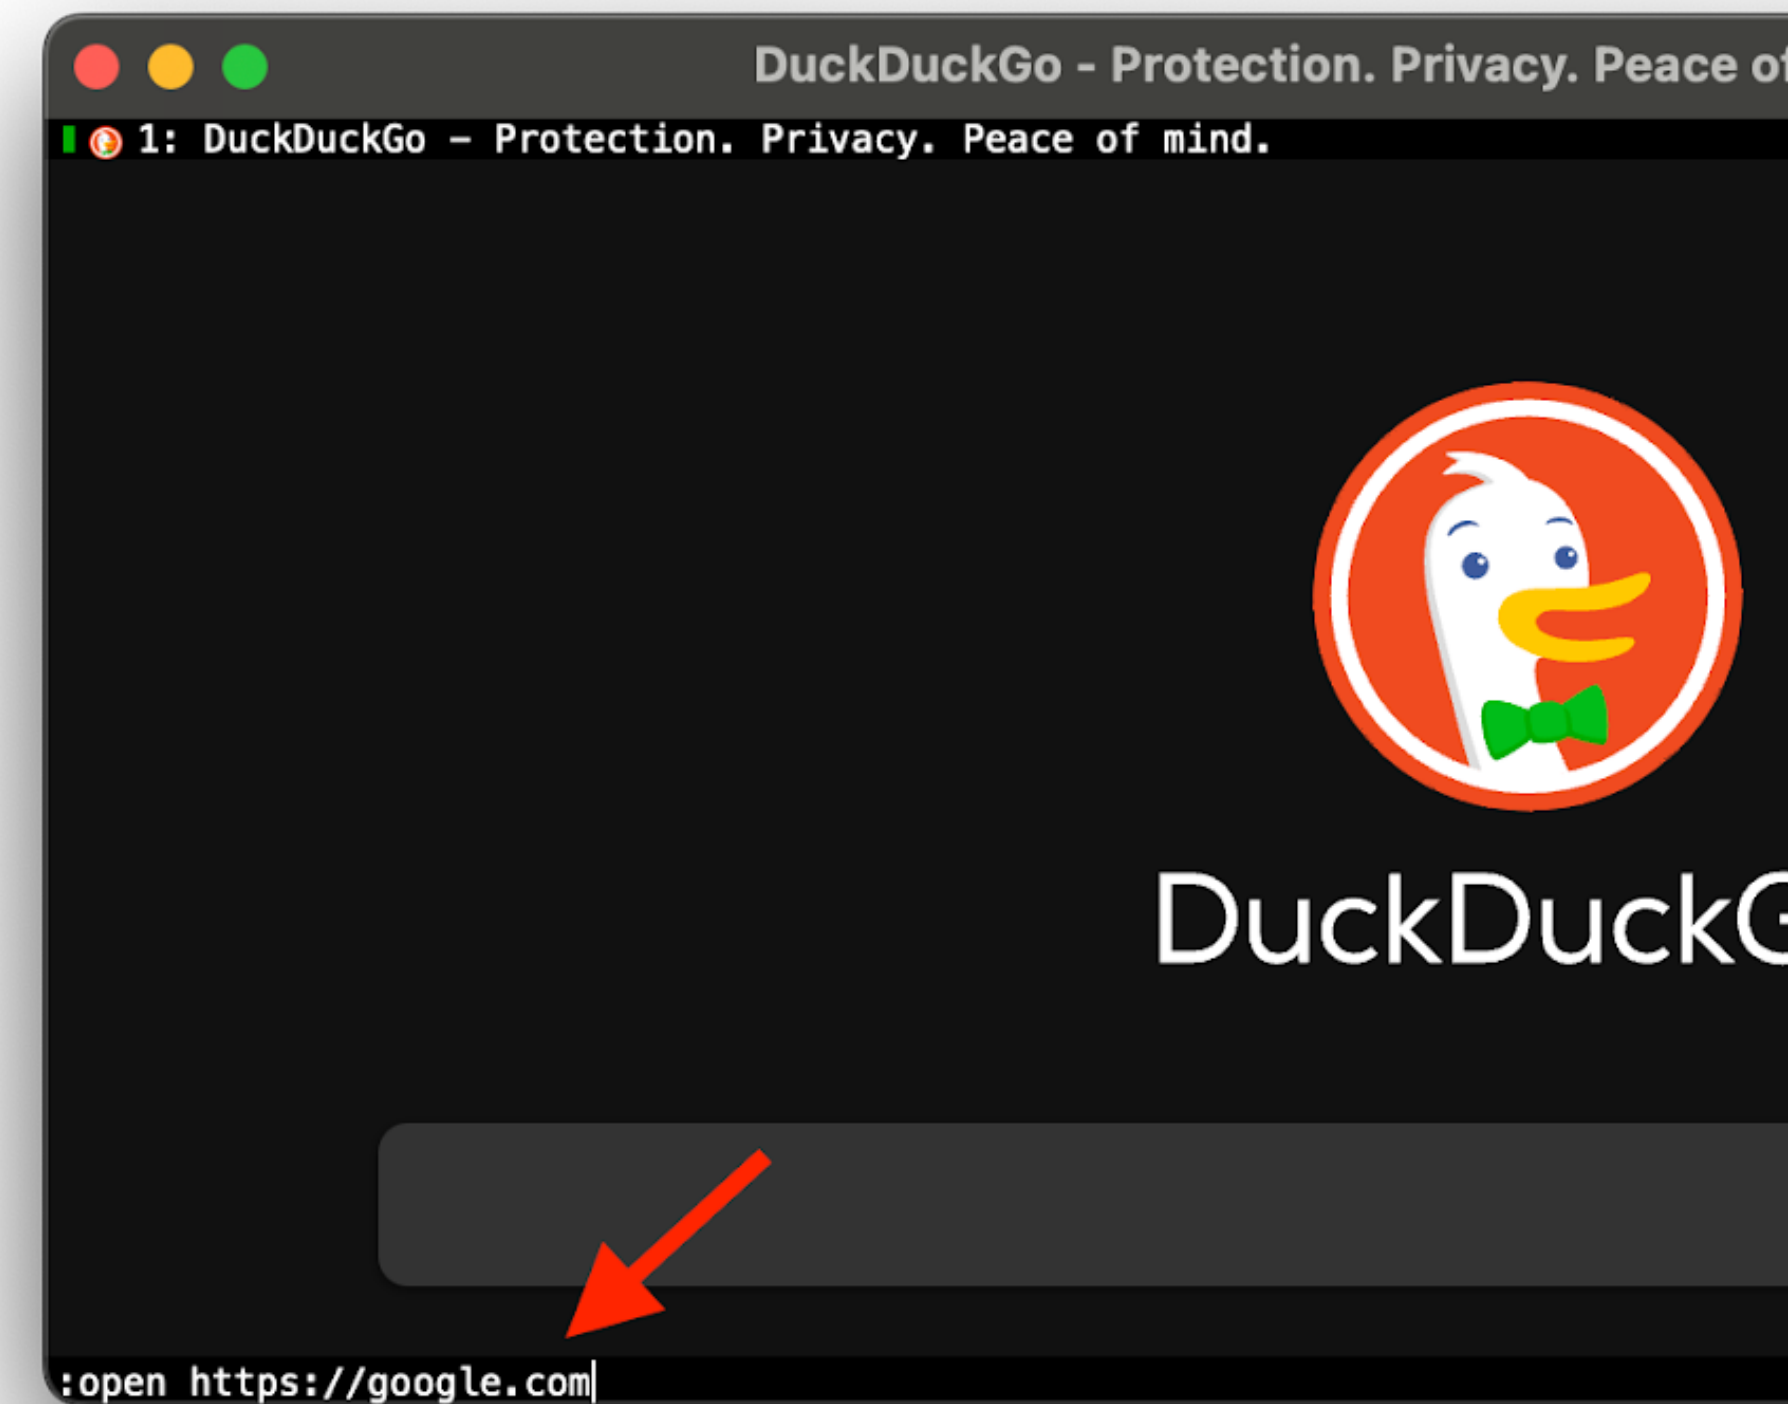 DuckDuckGo - Protection. Privacy. Peace of
1: DuckDuckGo - Protection. Privacy. Peace of mind.
DuckDuckG
:open https://google.com